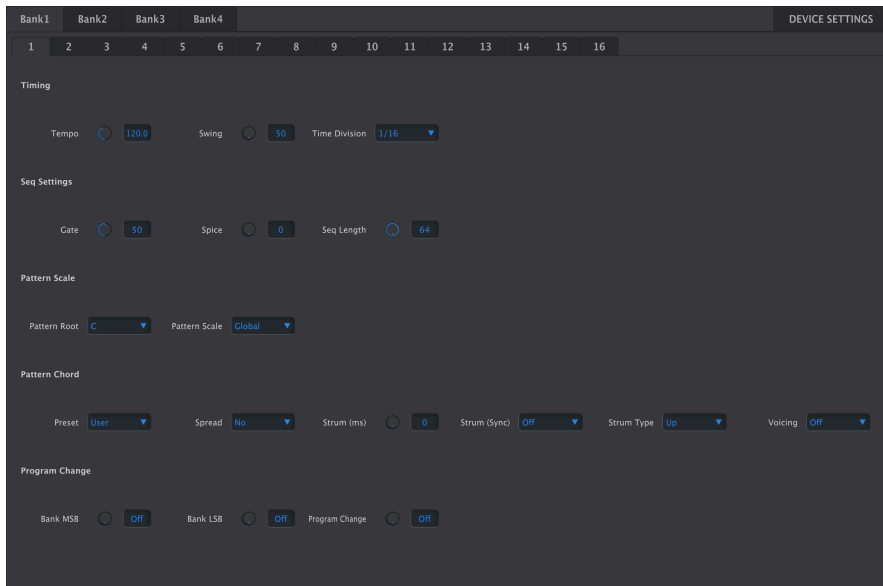 Bank1 Bank2 Bank3 Bank4 DEVICE SETTINGS
1 2 3 4 5 6 7 8 9 10 11 12 13 14 15 16
Timing
Tempo 120.0 Swing 50 Time Division 1/16
Seq Settings
Gate 50 Spice 0 Seq Length 64
Pattern Scale
Pattern Root C Pattern Scale Global
Pattern Chord
Preset User Spread No Strum (ms) 0 Strum (Sync) Off Strum Type Up Voicing Off
Program Change
Bank MSB Off Bank LSB Off Program Change Off